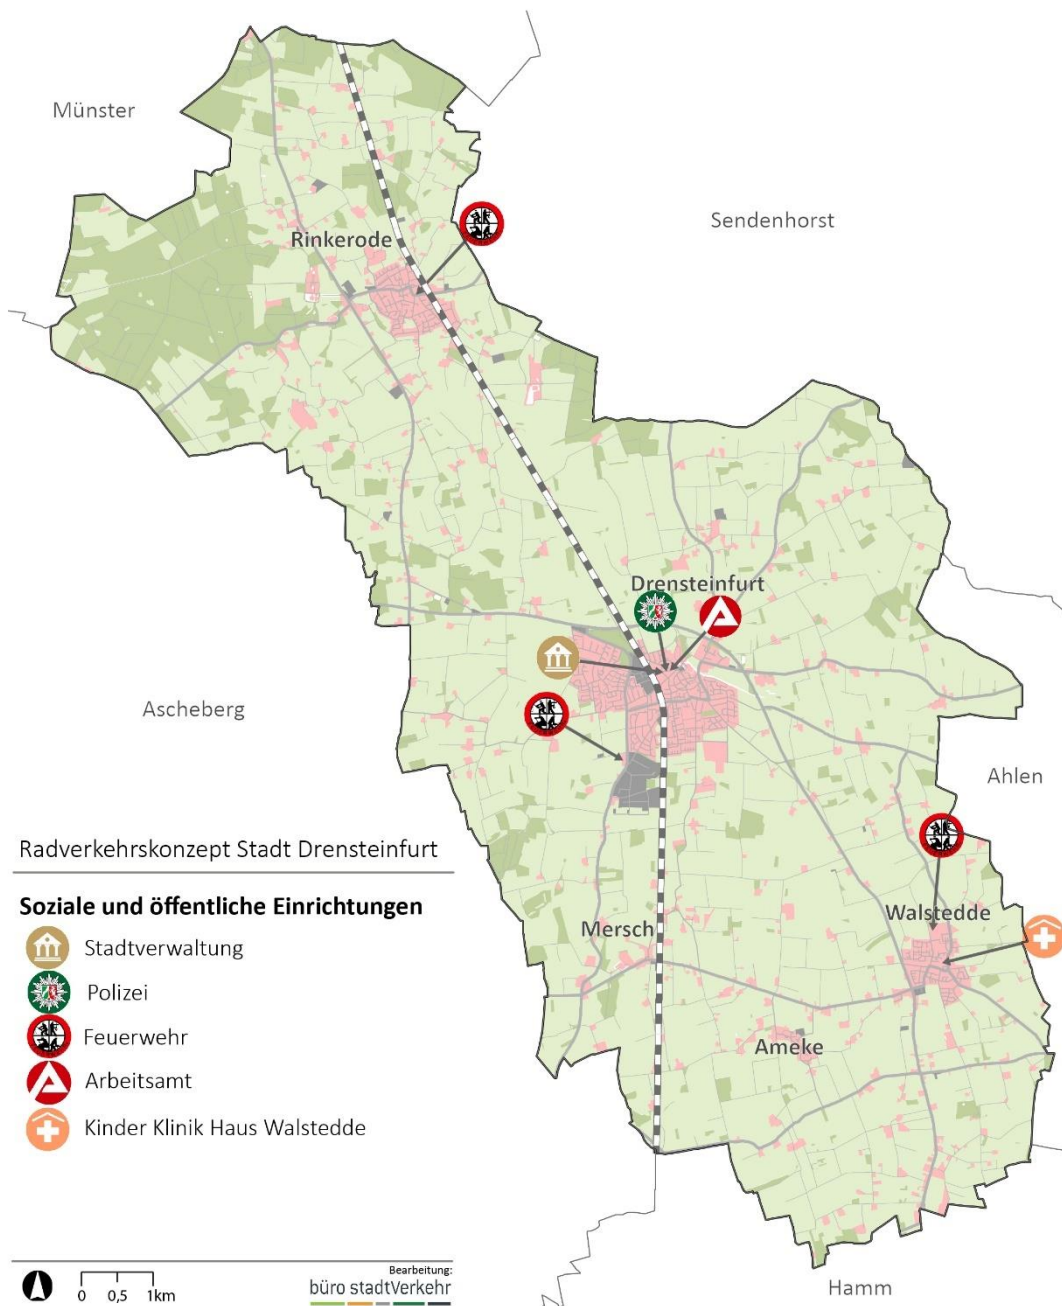 Münster
Sendenhorst
Rinkerode
Drensteinfurt
Ascheberg
Ahlen
Radverkehrskonzept Stadt Drensteinfurt
Soziale und öffentliche Einrichtungen
Stadtverwaltung
Polizei
Feuerwehr
Arbeitsamt
Kinder Klinik Haus Walstedde
Walstedde
Mersch
Ameke
Hamm
0 0,5 1km
Bearbeitung:
büro stadtVerkehr